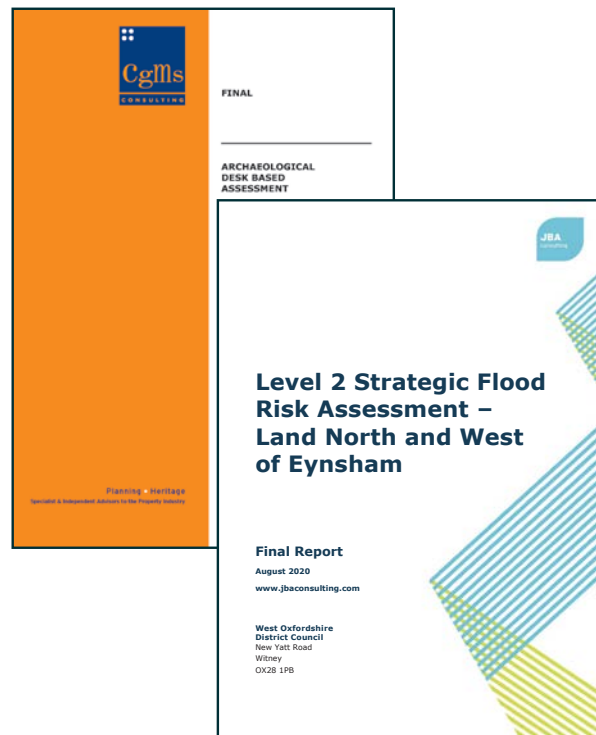 CgMs
CONSULTING
FINAL
ARCHAEOLOGICAL
DESK BASED
ASSESSMENT
Planning • Heritage
Specialist & Independent Advisors to the Property Industry
JBA
consulting
Level 2 Strategic Flood
Risk Assessment –
Land North and West
of Eynsham
Final Report
August 2020
www.jbaconsulting.com
West Oxfordshire
District Council
New Yatt Road
Witney
OX28 1PB